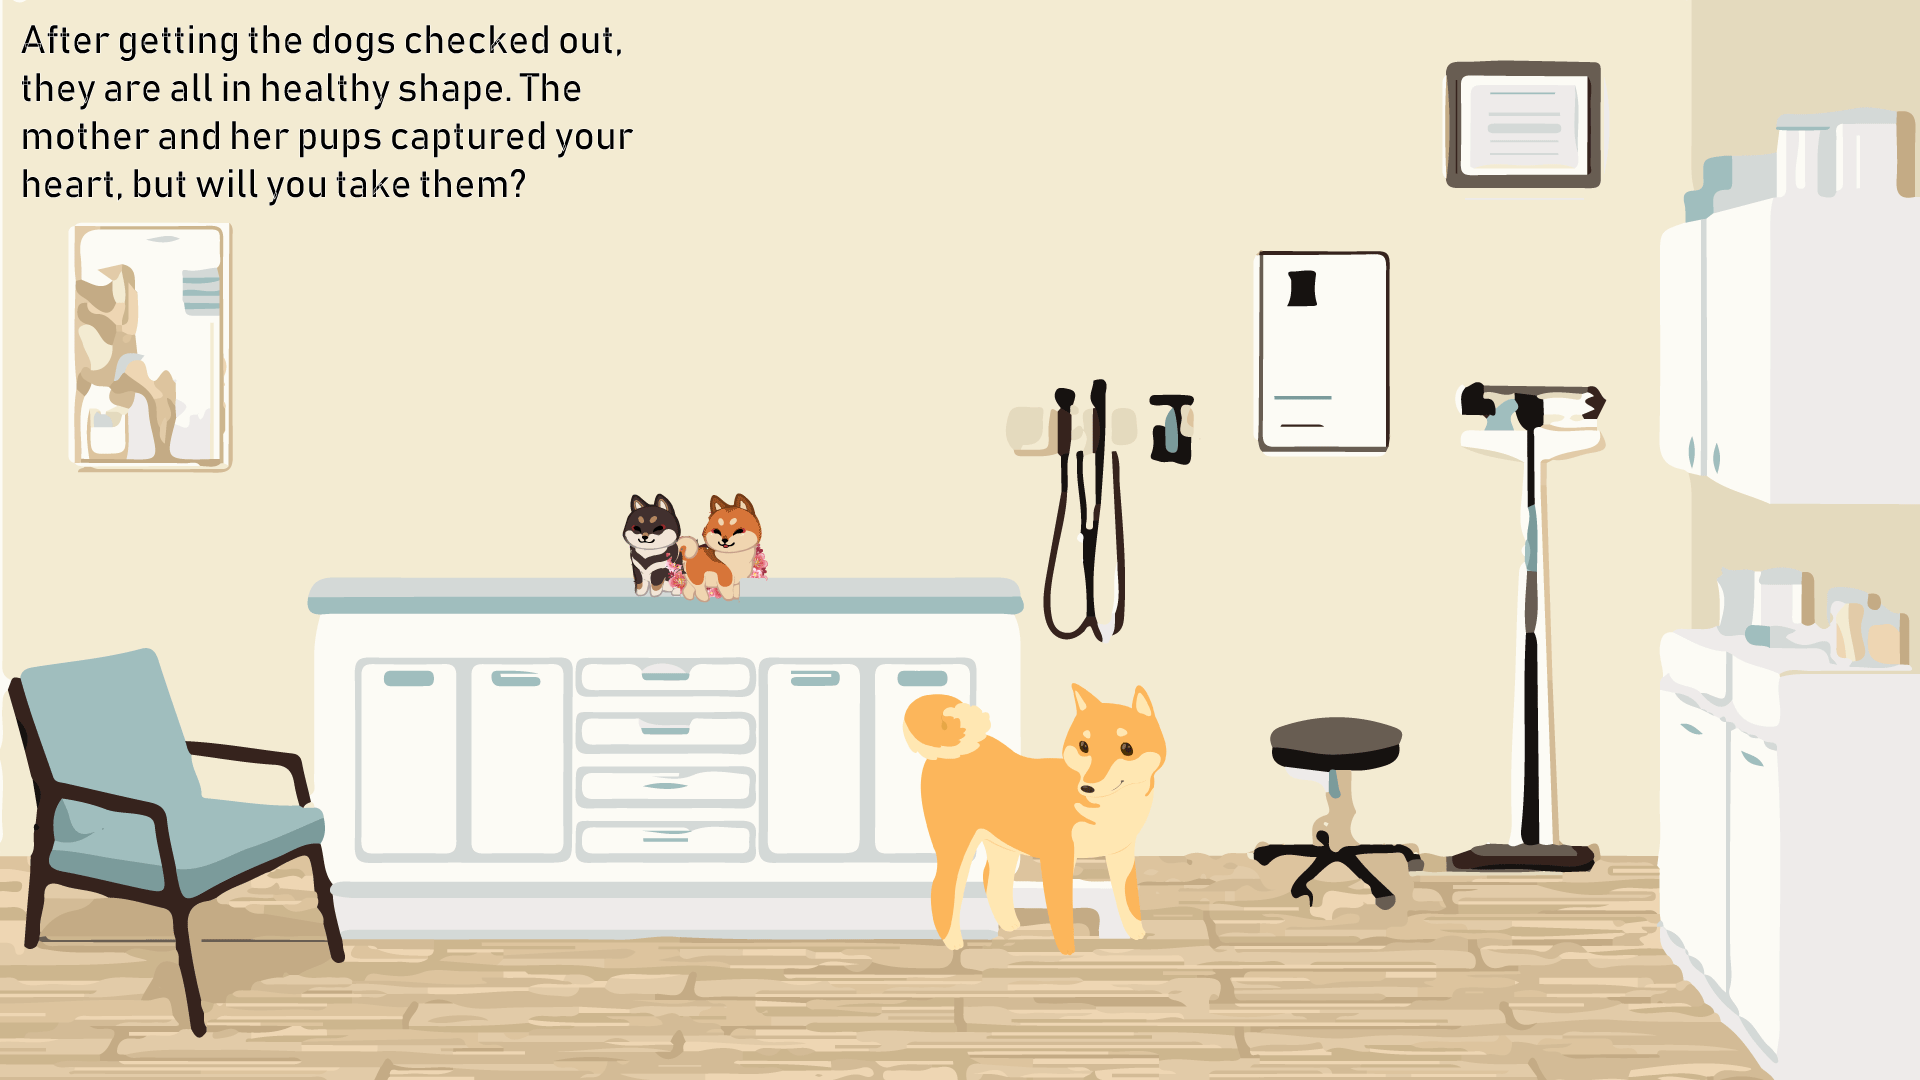 After getting the dogs checked out,
they are all in healthy shape. The
mother and her pups captured your
heart, but will you take them?